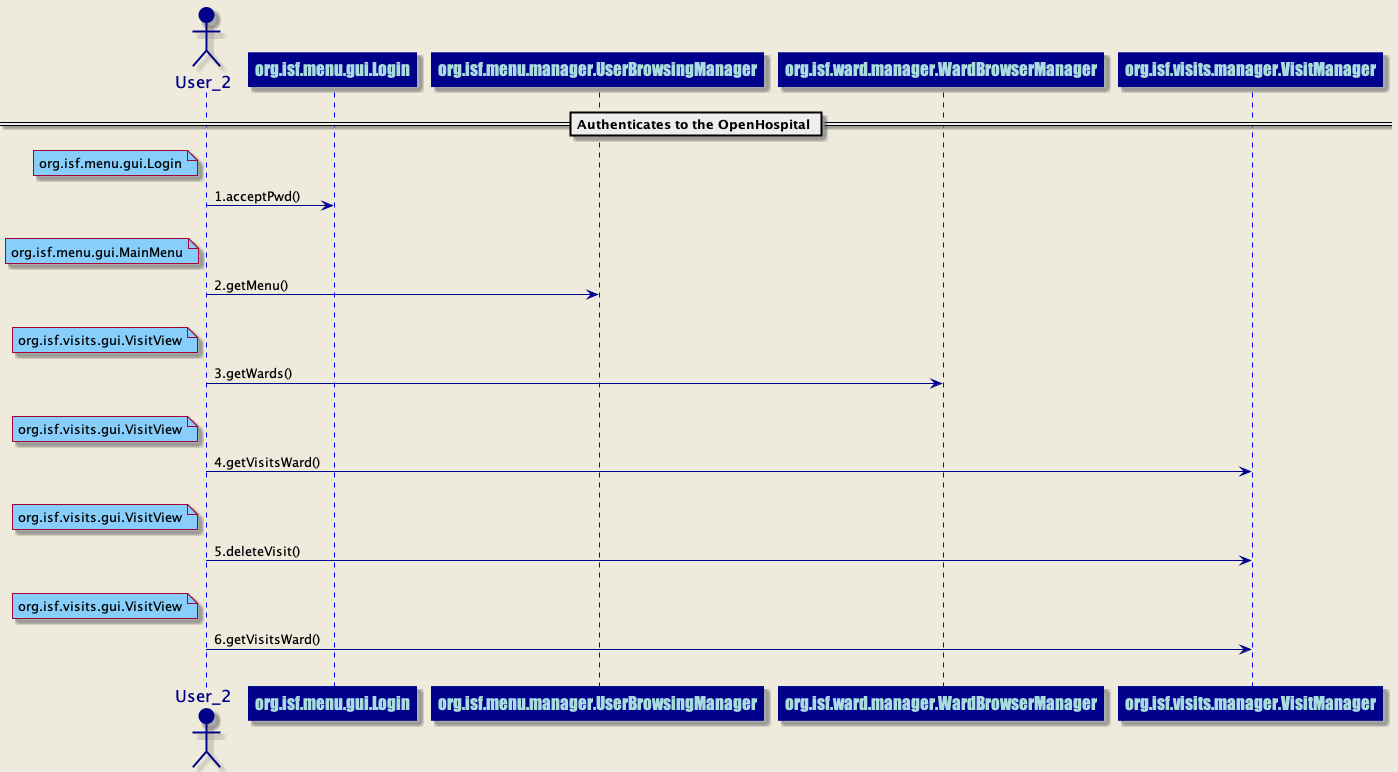 User_2
org.isf.menu.gui.Login
org.isf.menu.manager.UserBrowsingManager
org.isf.ward.manager.WardBrowserManager
org.isf.visits.manager.VisitManager
Authenticates to the OpenHospital
org.isf.menu.gui.Login
1.acceptPwd()
org.isf.menu.gui.MainMenu
2.getMenu()
org.isf.visits.gui.VisitView
3.getWards()
org.isf.visits.gui.VisitView
4.getVisitsWard()
org.isf.visits.gui.VisitView
5.deleteVisit()
org.isf.visits.gui.VisitView
6.getVisitsWard()
User_2
org.isf.menu.gui.Login
org.isf.menu.manager.UserBrowsingManager
org.isf.ward.manager.WardBrowserManager
org.isf.visits.manager.VisitManager